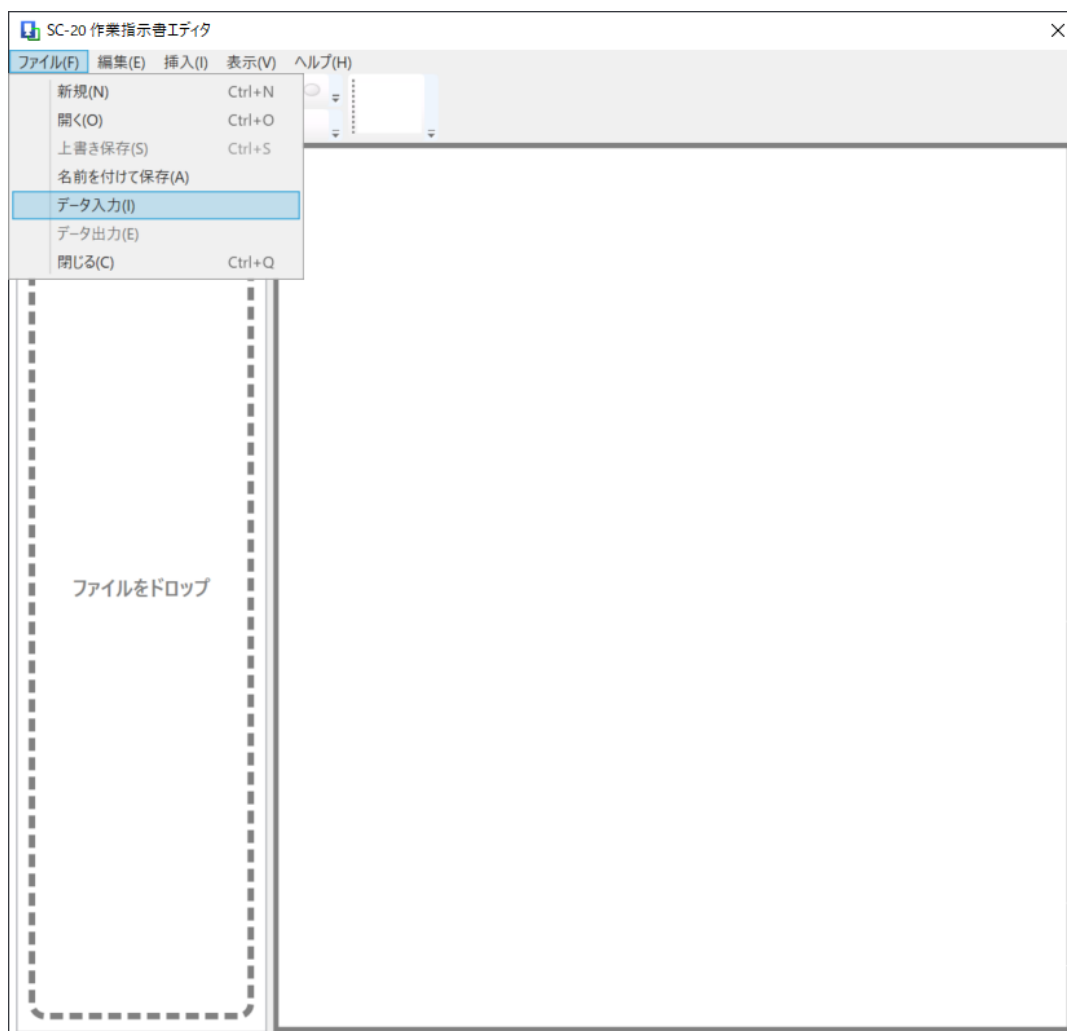 SC-20 作業指示書エディタ
ファイル(F) 編集(E) 挿入(I) 表示(V) ヘルプ(H)
新規(N) Ctrl+N
開く(O) Ctrl+O
上書き保存(S) Ctrl+S
名前を付けて保存(A)
データ入力(I)
データ出力(E)
閉じる(C) Ctrl+Q
ファイルをドロップ